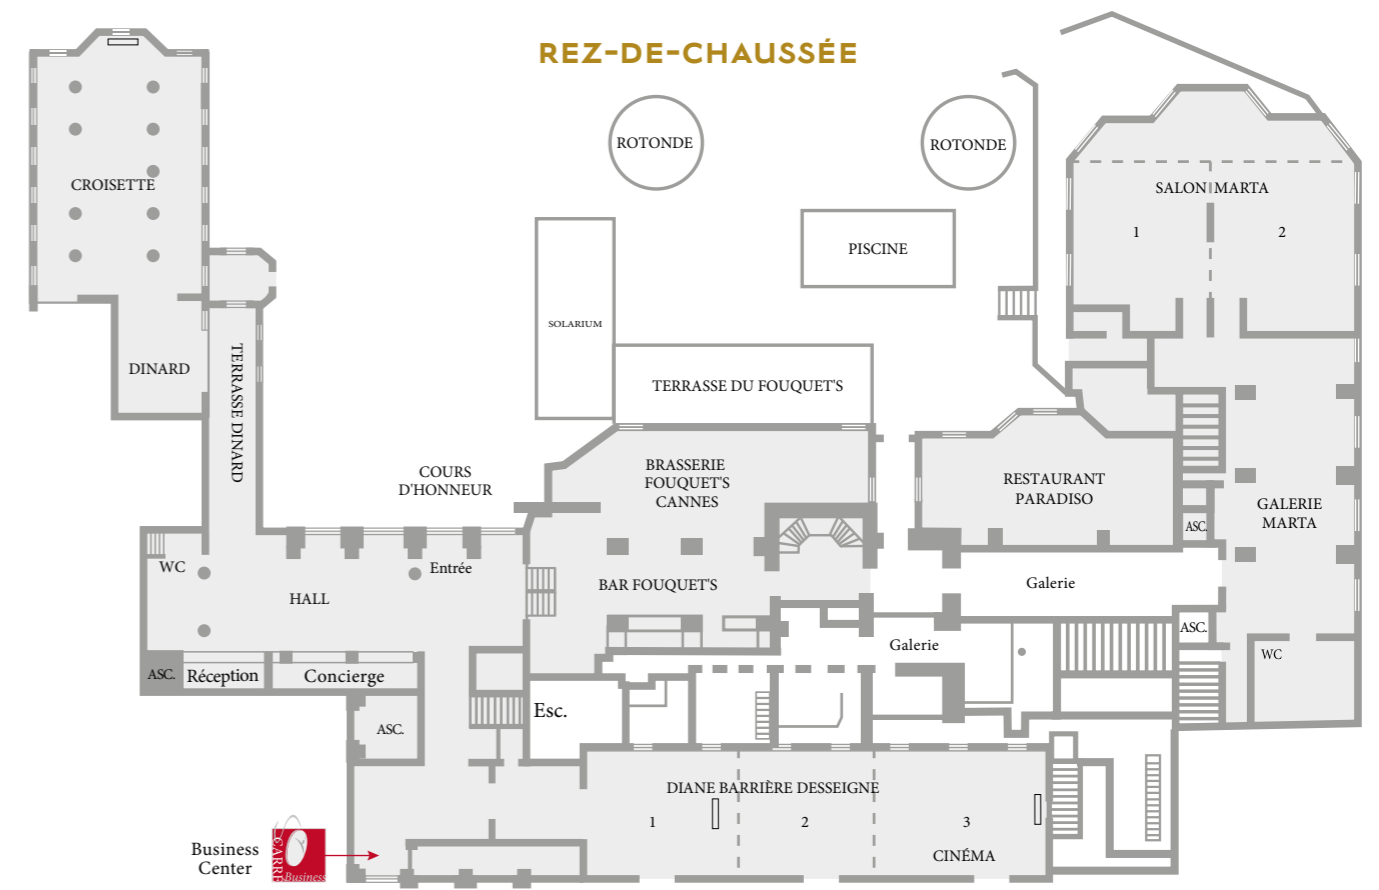 REZ-DE-CHAUSSÉE
ROTONDE
ROTONDE
CROISETTE
SALON MARTA
1
2
PISCINE
SOLARIUM
DINARD
TERRASSE DINARD
TERRASSE DU FOUQUET'S
COURS
D'HONNEUR
BRASSERIE
FOUQUET'S
CANNES
RESTAURANT
PARADISO
GALERIE
MARTA
ASC.
WC
Entrée
HALL
BAR FOUQUET'S
Galerie
ASC.
Galerie
WC
ASC.
Réception
Concierge
Esc.
ASC.
DIANE BARRIÈRE DESSEIGNE
1
2
3
CINÉMA
Business
Center
CARRÉ
Business